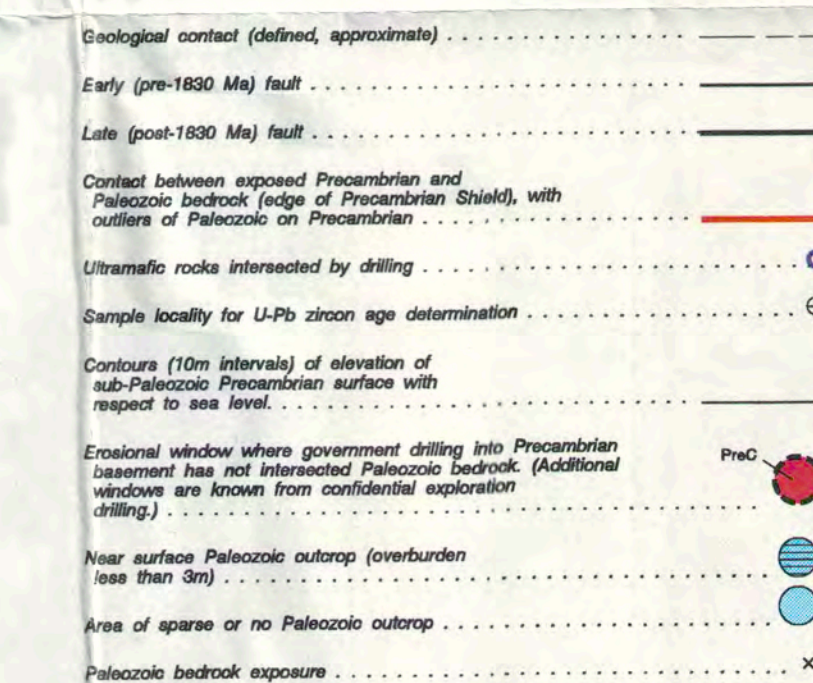 Geological contact (defined, approximate) . . . . . . . . . . . . . . . . .
Early (pre-1830 Ma) fault . . . . . . . . . . . . . . . . . . . . . . . . . . .
Late (post-1830 Ma) fault . . . . . . . . . . . . . . . . . . . . . . . . . . .
Contact between exposed Precambrian and
Paleozoic bedrock (edge of Precambrian Shield), with
outliers of Paleozoic on Precambrian . . . . . . . . . . . . . . . . . . .
Ultramafic rocks intersected by drilling . . . . . . . . . . . . . . . . . . . . . . . . . . .
Sample locality for U-Pb zircon age determination . . . . . . . . . . . . . . . . . . .
Contours (10m intervals) of elevation of
sub-Paleozoic Precambrian surface with
respect to sea level. . . . . . . . . . . . . . . . . . . . . . . . . . . . . .
Erosional window where government drilling into Precambrian
basement has not intersected Paleozoic bedrock. (Additional
windows are known from confidential exploration
drilling.) . . . . . . . . . . . . . . . . . . . . . . . . . . . . . . . . . . . . . . . .
PreC
Near surface Paleozoic outcrop (overburden
less than 3m) . . . . . . . . . . . . . . . . . . . . . . . . . . . . . . . . . . . .
Area of sparse or no Paleozoic outcrop . . . . . . . . . . . . . . . . . . . . . . .
Paleozoic bedrock exposure . . . . . . . . . . . . . . . . . . . . . . . . . . . . . . .